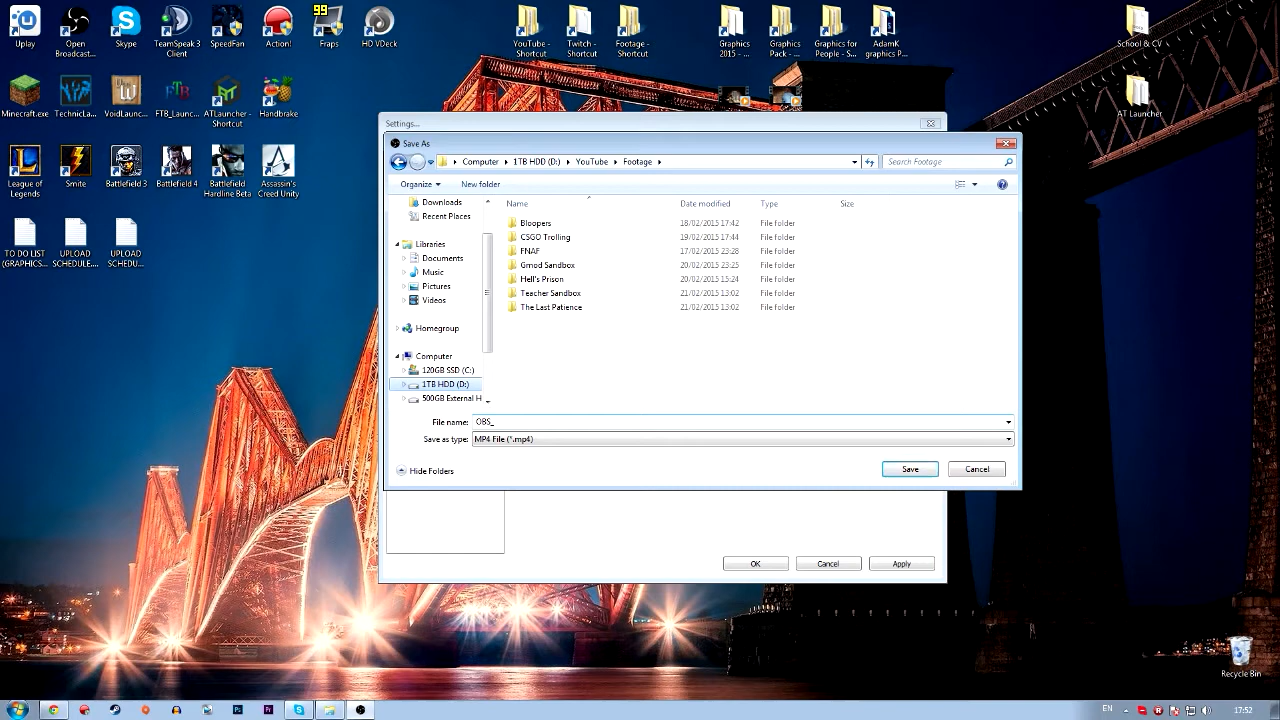 99
Uplay
Open Broadcast...
Skype
TeamSpeak 3 Client
SpeedFan
Action!
Fraps
HD VDeck
YouTube - Shortcut
Twitch - Shortcut
Footage - Shortcut
Graphics 2015 - ...
Graphics Pack - ...
Graphics for People - S...
AdamK graphics P...
School & CV
Minecraft.exe
TechnicLa...
VoidLaunc...
FTB_Launc...
ATLauncher - Shortcut
Handbrake
AT Launcher
League of Legends
Smite
Battlefield 3
Battlefield 4
Battlefield Hardline Beta
Assassin's Creed Unity
TO DO LIST (GRAPHICS...
UPLOAD SCHEDULE...
UPLOAD SCHEDU...
Settings...
Save As
Computer
1TB HDD (D:)
YouTube
Footage
Search Footage
Organize
New folder
Downloads
Recent Places
Libraries
Documents
Music
Pictures
Videos
Homegroup
Computer
120GB SSD (C:)
1TB HDD (D:)
500GB External H
Name Date modified Type Size
Bloopers 18/02/2015 17:42 File folder
CSGO Trolling 19/02/2015 17:44 File folder
FNAF 17/02/2015 23:28 File folder
Gmod Sandbox 20/02/2015 23:25 File folder
Hell's Prison 20/02/2015 15:24 File folder
Teacher Sandbox 21/02/2015 13:02 File folder
The Last Patience 21/02/2015 13:02 File folder
File name: OBS_
Save as type: MP4 File (*.mp4)
Hide Folders
Save
Cancel
OK
Cancel
Apply
Recycle Bin
EN
17:52